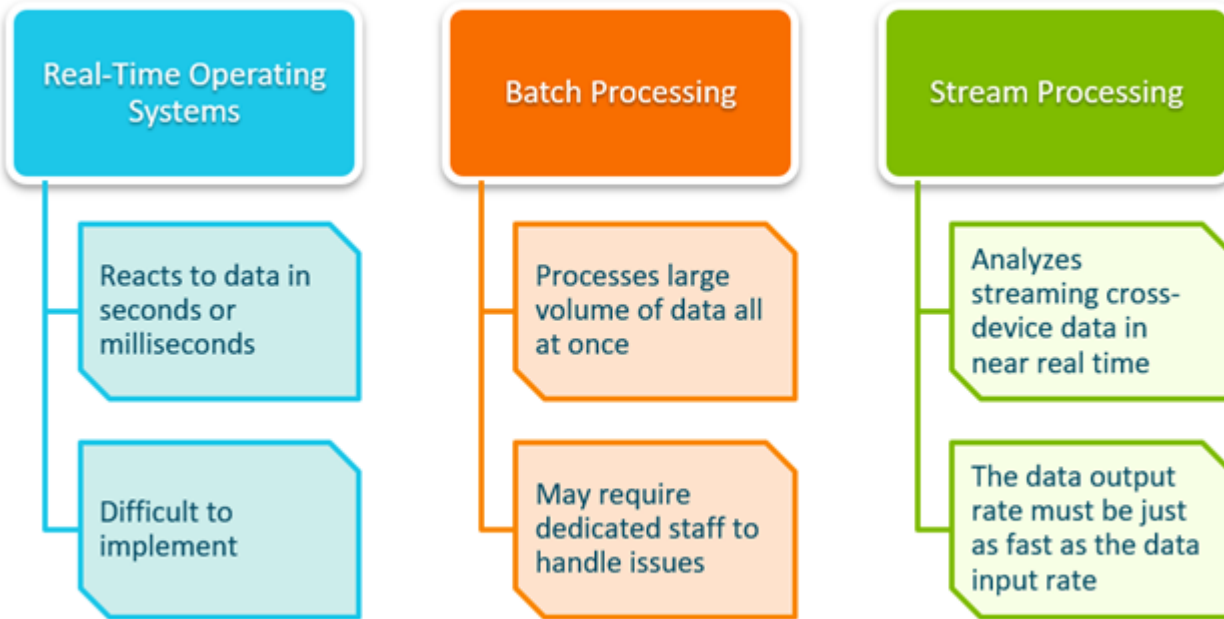 Real-Time Operating
Systems
Reacts to data in
seconds or
milliseconds
Difficult to
implement
Batch Processing
Processes large
volume of data all
at once
May require
dedicated staff to
handle issues
Stream Processing
Analyzes
streaming cross-
device data in
near real time
The data output
rate must be just
as fast as the data
input rate